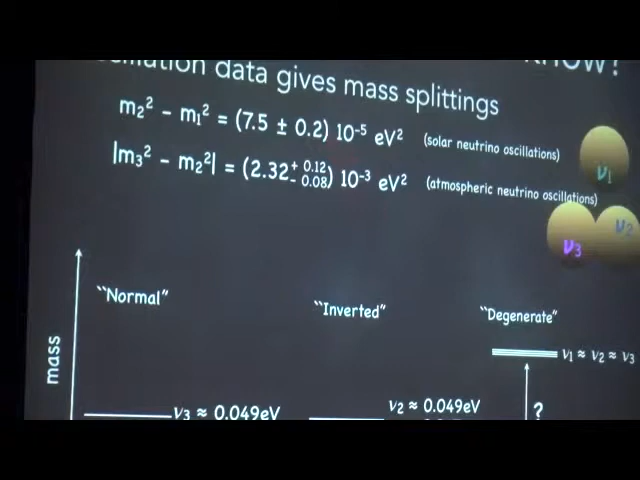 KNOW?
oscillation data gives mass splittings
m₂² − m₁² = (7.5 ± 0.2) 10⁻⁵ eV² (solar neutrino oscillations)
|m₃² − m₂²| = (2.32 + 0.12 − 0.08) 10⁻³ eV² (atmospheric neutrino oscillations)
ν₁
ν₃ ν₂
``Normal” ``Inverted” ``Degenerate”
mass
ν₁ ≈ ν₂ ≈ ν₃
ν₃ ≈ 0.049eV ν₂ ≈ 0.049eV ?